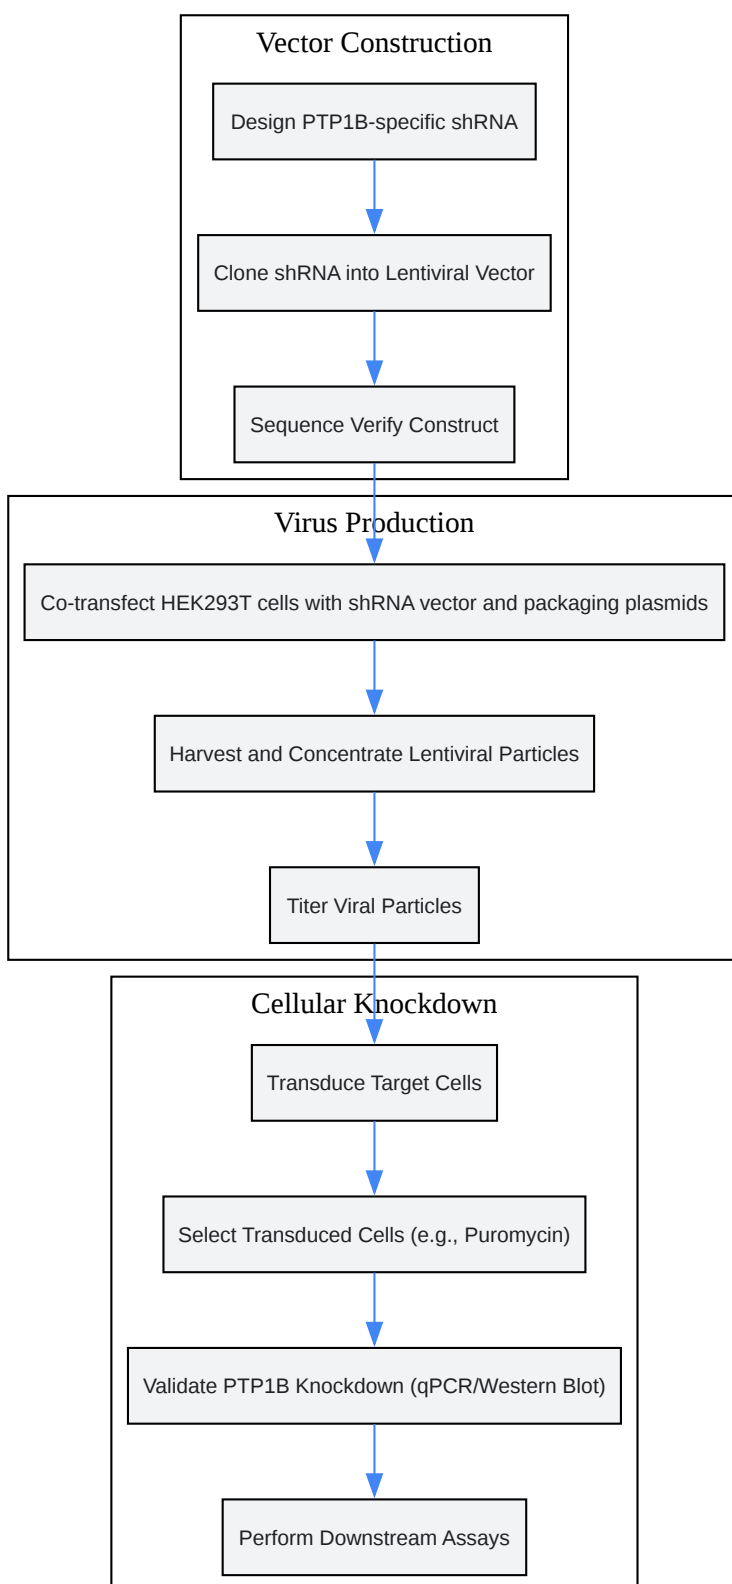 Vector Construction
Design PTP1B-specific shRNA
Clone shRNA into Lentiviral Vector
Sequence Verify Construct
Virus Production
Co-transfect HEK293T cells with shRNA vector and packaging plasmids
Harvest and Concentrate Lentiviral Particles
Titer Viral Particles
Cellular Knockdown
Transduce Target Cells
Select Transduced Cells (e.g., Puromycin)
Validate PTP1B Knockdown (qPCR/Western Blot)
Perform Downstream Assays